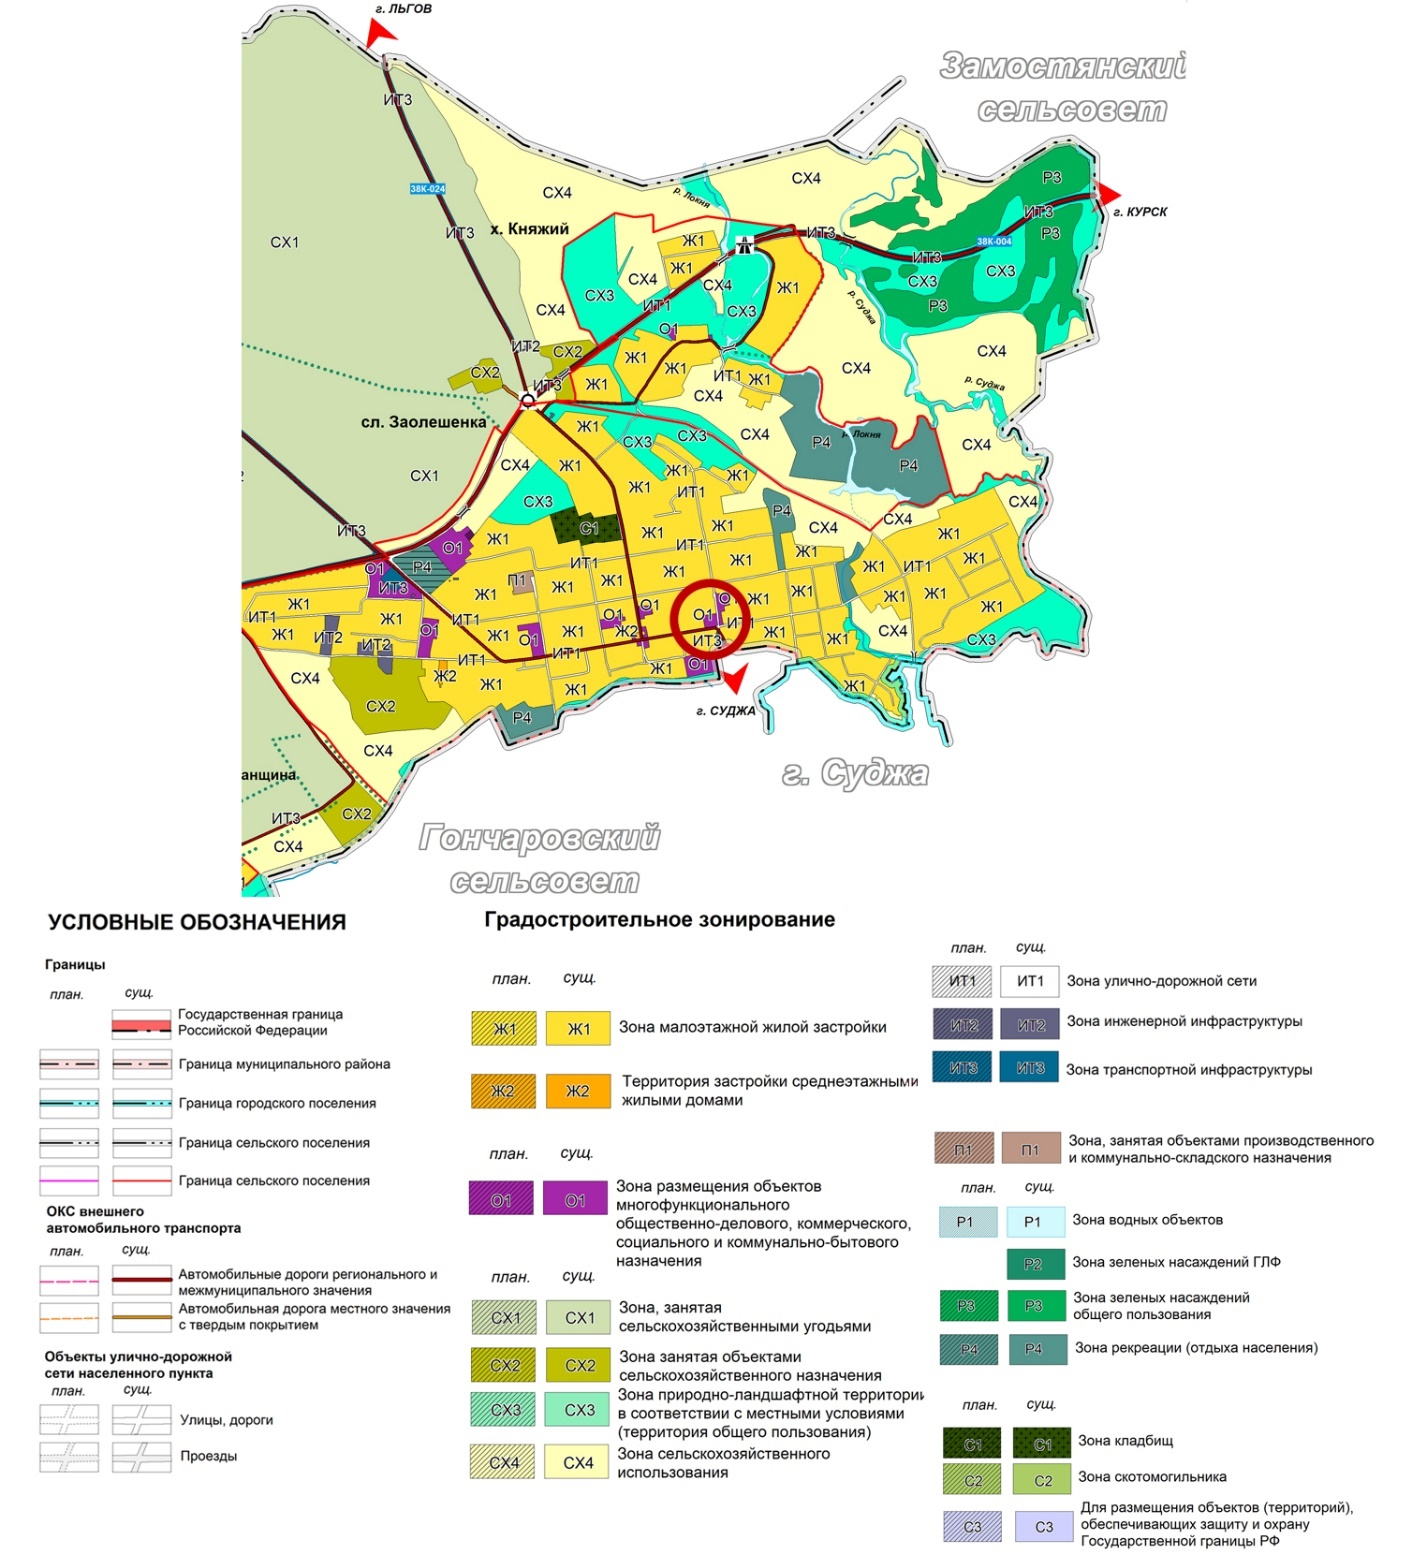 г. ЛЬГОВ
Замостянский
сельсовет
ИТ3
38К-024
СХ4
СХ4
Р3
р. Локня
ИТ3
г. КУРСК
СХ1
ИТ3
х. Княжий
Ж1
ИТ3
38К-004
Р3
Ж1
СХ4
СХ4
ИТ3
СХ3
СХ3
СХ3
Ж1
ИТ1
СХ3
р. Суджа
Р3
СХ4
О1
ИТ2
СХ2
Ж1
Ж1
СХ4
СХ4
СХ2
ИТ3
Ж1
ИТ1
Ж1
СХ4
р. Суджа
сл. Заолешенка
Ж1
СХ3
СХ3
СХ4
Р4
р. Локня
СХ4
СХ1
СХ4
Ж1
Ж1
Ж1
Р4
СХ3
Ж1
ИТ1
Р4
СХ4
СХ4
СХ4
ИТ3
С1
Ж1
Ж1
Ж1
О1
Ж1
ИТ1
ИТ1
Ж1
Ж1
Ж1
О1
Р4
ИТ3
П1
Ж1
Ж1
Ж1
Ж1
Ж1
ИТ1
Ж1
Ж1
Ж1
Ж1
ИТ1
Ж1
Ж1
ИТ1
О1
О1
О1
О1
Ж1
Ж1
Ж1
Ж1
ИТ2
ИТ2
О1
Ж1
О1
Ж1
Ж2
ИТ3
ИТ1
Ж1
Ж1
СХ4
СХ3
ИТ1
ИТ1
СХ4
Ж2
Ж1
Ж1
Ж1
О1
Ж1
СХ2
Р4
г. СУДЖА
СХ4
г. Суджа
анщина
ИТ3
СХ2
СХ4
Гончаровский
сельсовет
УСЛОВНЫЕ ОБОЗНАЧЕНИЯ
Границы
план.
сущ.
Государственная граница
Российской Федерации
Граница муниципального района
Граница городского поселения
Граница сельского поселения
Граница сельского поселения
ОКС внешнего
автомобильного транспорта
план.
сущ.
Автомобильные дороги регионального и
межмуниципального значения
Автомобильная дорога местного значения
с твердым покрытием
Объекты улично-дорожной
сети населенного пункта
план.
сущ.
Улицы, дороги
Проезды
Градостроительное зонирование
план.
сущ.
Ж1 Ж1 Зона малоэтажной жилой застройки
Ж2 Ж2 Территория застройки среднеэтажными
жилыми домами
план.
сущ.
О1 О1 Зона размещения объектов
многофункционального
общественно-делового, коммерческого,
социального и коммунально-бытового
назначения
план.
сущ.
СХ1 СХ1 Зона, занятая
сельскохозяйственными угодьями
СХ2 СХ2 Зона занятая объектами
сельскохозяйственного назначения
СХ3 СХ3 Зона природно-ландшафтной территории
в соответствии с местными условиями
(территория общего пользования)
СХ4 СХ4 Зона сельскохозяйственного
использования
план.
сущ.
ИТ1 ИТ1 Зона улично-дорожной сети
ИТ2 ИТ2 Зона инженерной инфраструктуры
ИТ3 ИТ3 Зона транспортной инфраструктуры
П1 П1 Зона, занятая объектами производственного
и коммунально-складского назначения
план.
сущ.
Р1 Р1 Зона водных объектов
Р2 Зона зеленых насаждений ГЛФ
Р3 Р3 Зона зеленых насаждений
общего пользования
Р4 Р4 Зона рекреации (отдыха населения)
план.
сущ.
С1 С1 Зона кладбищ
С2 С2 Зона скотомогильника
С3 С3 Для размещения объектов (территорий),
обеспечивающих защиту и охрану
Государственной границы РФ